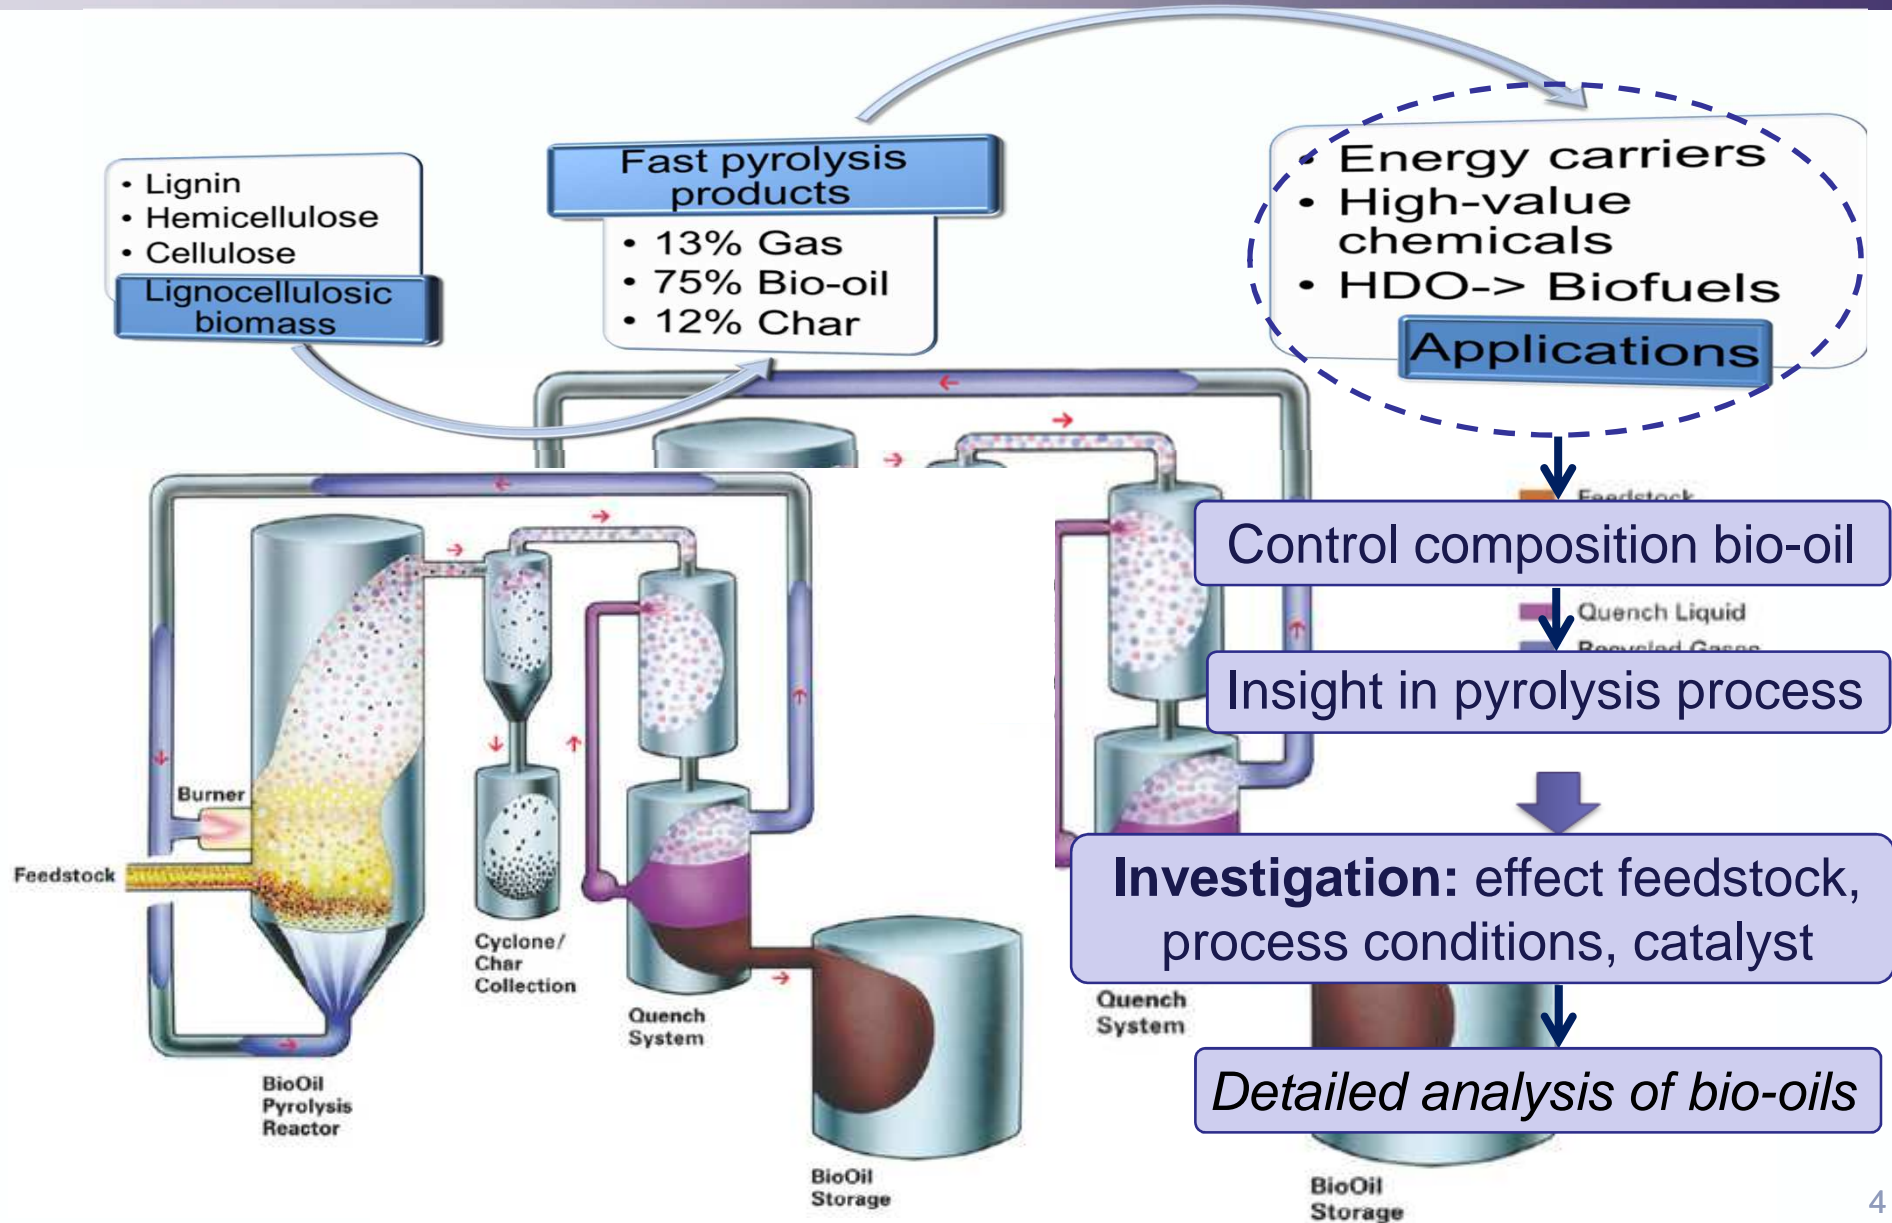 • Lignin
• Hemicellulose
• Cellulose
Lignocellulosic
biomass
Fast pyrolysis
products
• 13% Gas
• 75% Bio-oil
• 12% Char
• Energy carriers
• High-value
chemicals
• HDO-> Biofuels
Applications
Feedstock
Control composition bio-oil
Quench Liquid
Recycled Gases
Insight in pyrolysis process
Investigation: effect feedstock,
process conditions, catalyst
Detailed analysis of bio-oils
Burner
Feedstock
Cyclone/
Char
Collection
Quench
System
BioOil
Pyrolysis
Reactor
BioOil
Storage
Quench
System
BioOil
Storage
4